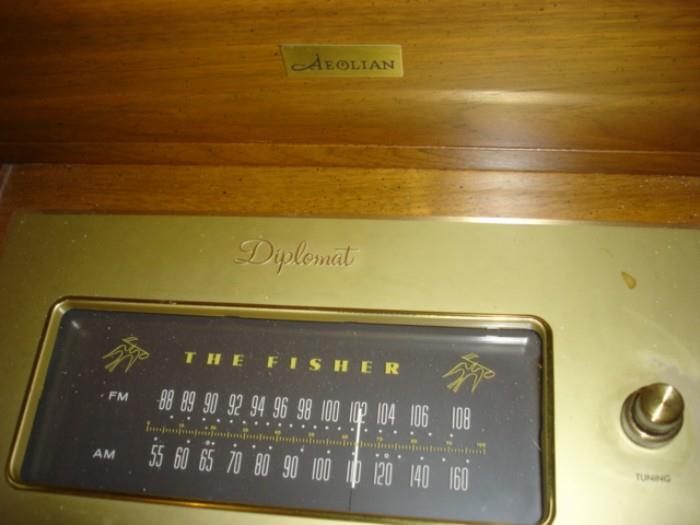 AEOLIAN
Diplomat
THE FISHER
FM 88 89 90 92 94 96 98 100 102 104 106 108
AM 55 60 65 70 80 90 100 110 120 140 160
TUNING